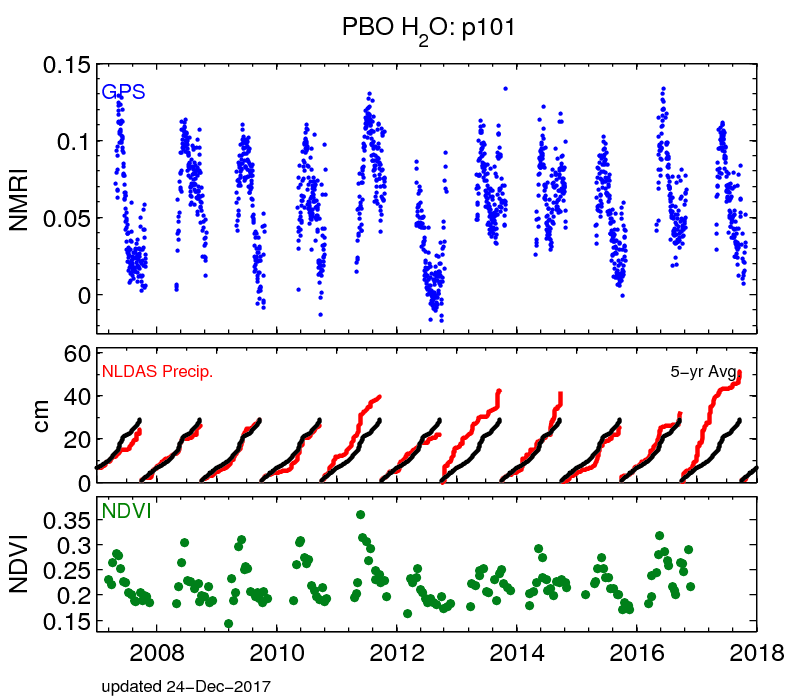 PBO H2O: p101
0.15
GPS
0.1
NMRI
0.05
0
60
NLDAS Precip.
5-yr Avg.
40
cm
20
0
NDVI
0.35
0.3
NDVI
0.25
0.2
0.15
2008 2010 2012 2014 2016 2018
updated 24-Dec-2017